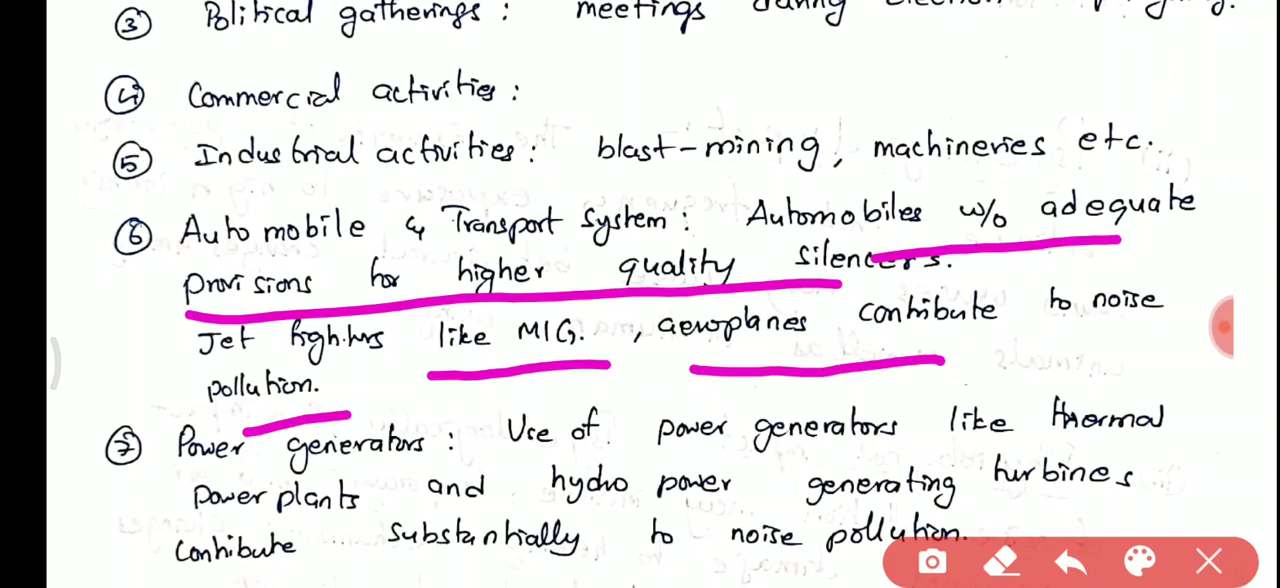 ③ Political gatherings : meetings during
④ Commercial activities :
⑤ Industrial activities : blast-mining, machineries etc.
⑥ Automobile & Transport System : Automobiles w/o adequate
provisions for higher quality silencers.
Jet fighters like MIG. , aeroplanes contribute to noise
pollution.
⑦ Power generators : Use of power generators like thermal
power plants and hydro power generating turbines
contribute substantially to noise pollution.